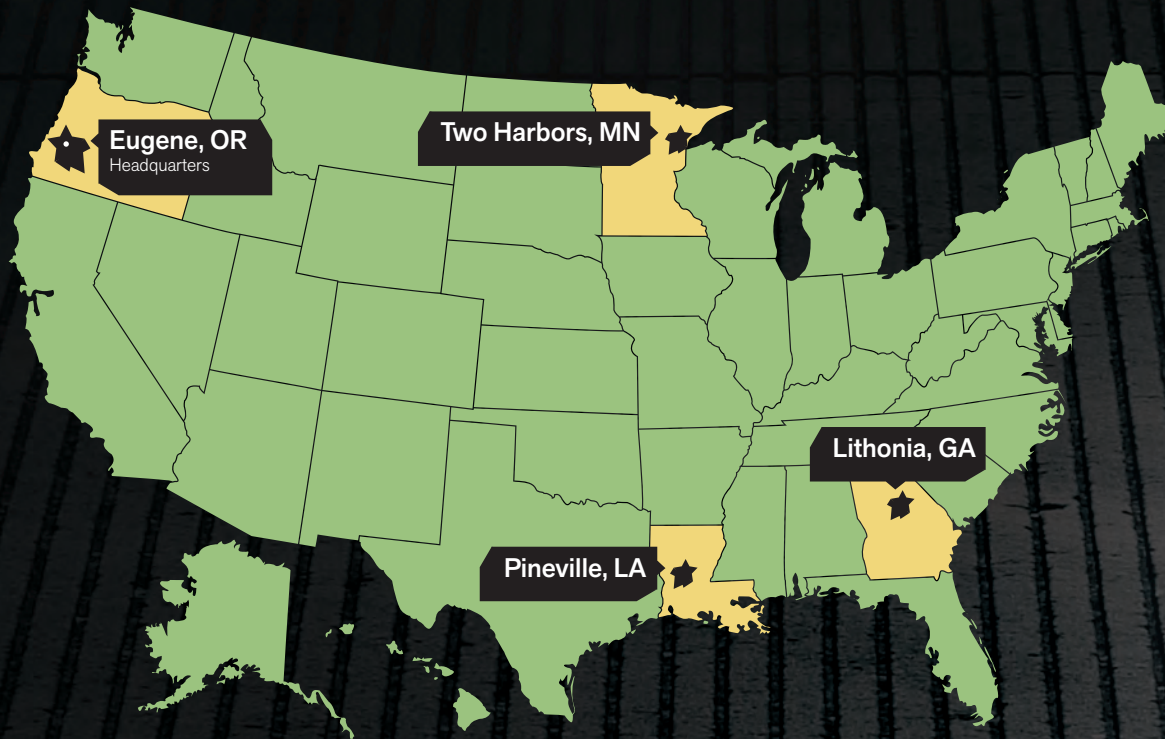 Eugene, OR
Headquarters
Two Harbors, MN
Lithonia, GA
Pineville, LA